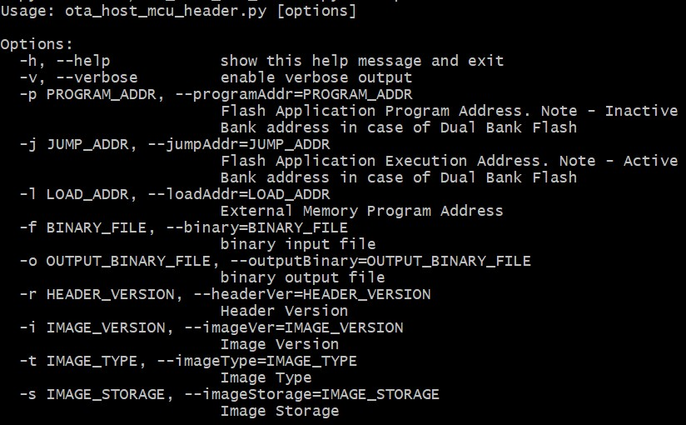 Usage: ota_host_mcu_header.py [options]
Options:
-h, --help show this help message and exit
-v, --verbose enable verbose output
-p PROGRAM_ADDR, --programAddr=PROGRAM_ADDR
Flash Application Program Address. Note - Inactive
Bank address in case of Dual Bank Flash
-j JUMP_ADDR, --jumpAddr=JUMP_ADDR
Flash Application Execution Address. Note - Active
Bank address in case of Dual Bank Flash
-l LOAD_ADDR, --loadAddr=LOAD_ADDR
External Memory Program Address
-f BINARY_FILE, --binary=BINARY_FILE
binary input file
-o OUTPUT_BINARY_FILE, --outputBinary=OUTPUT_BINARY_FILE
binary output file
-r HEADER_VERSION, --headerVer=HEADER_VERSION
Header Version
-i IMAGE_VERSION, --imageVer=IMAGE_VERSION
Image Version
-t IMAGE_TYPE, --imageType=IMAGE_TYPE
Image Type
-s IMAGE_STORAGE, --imageStorage=IMAGE_STORAGE
Image Storage